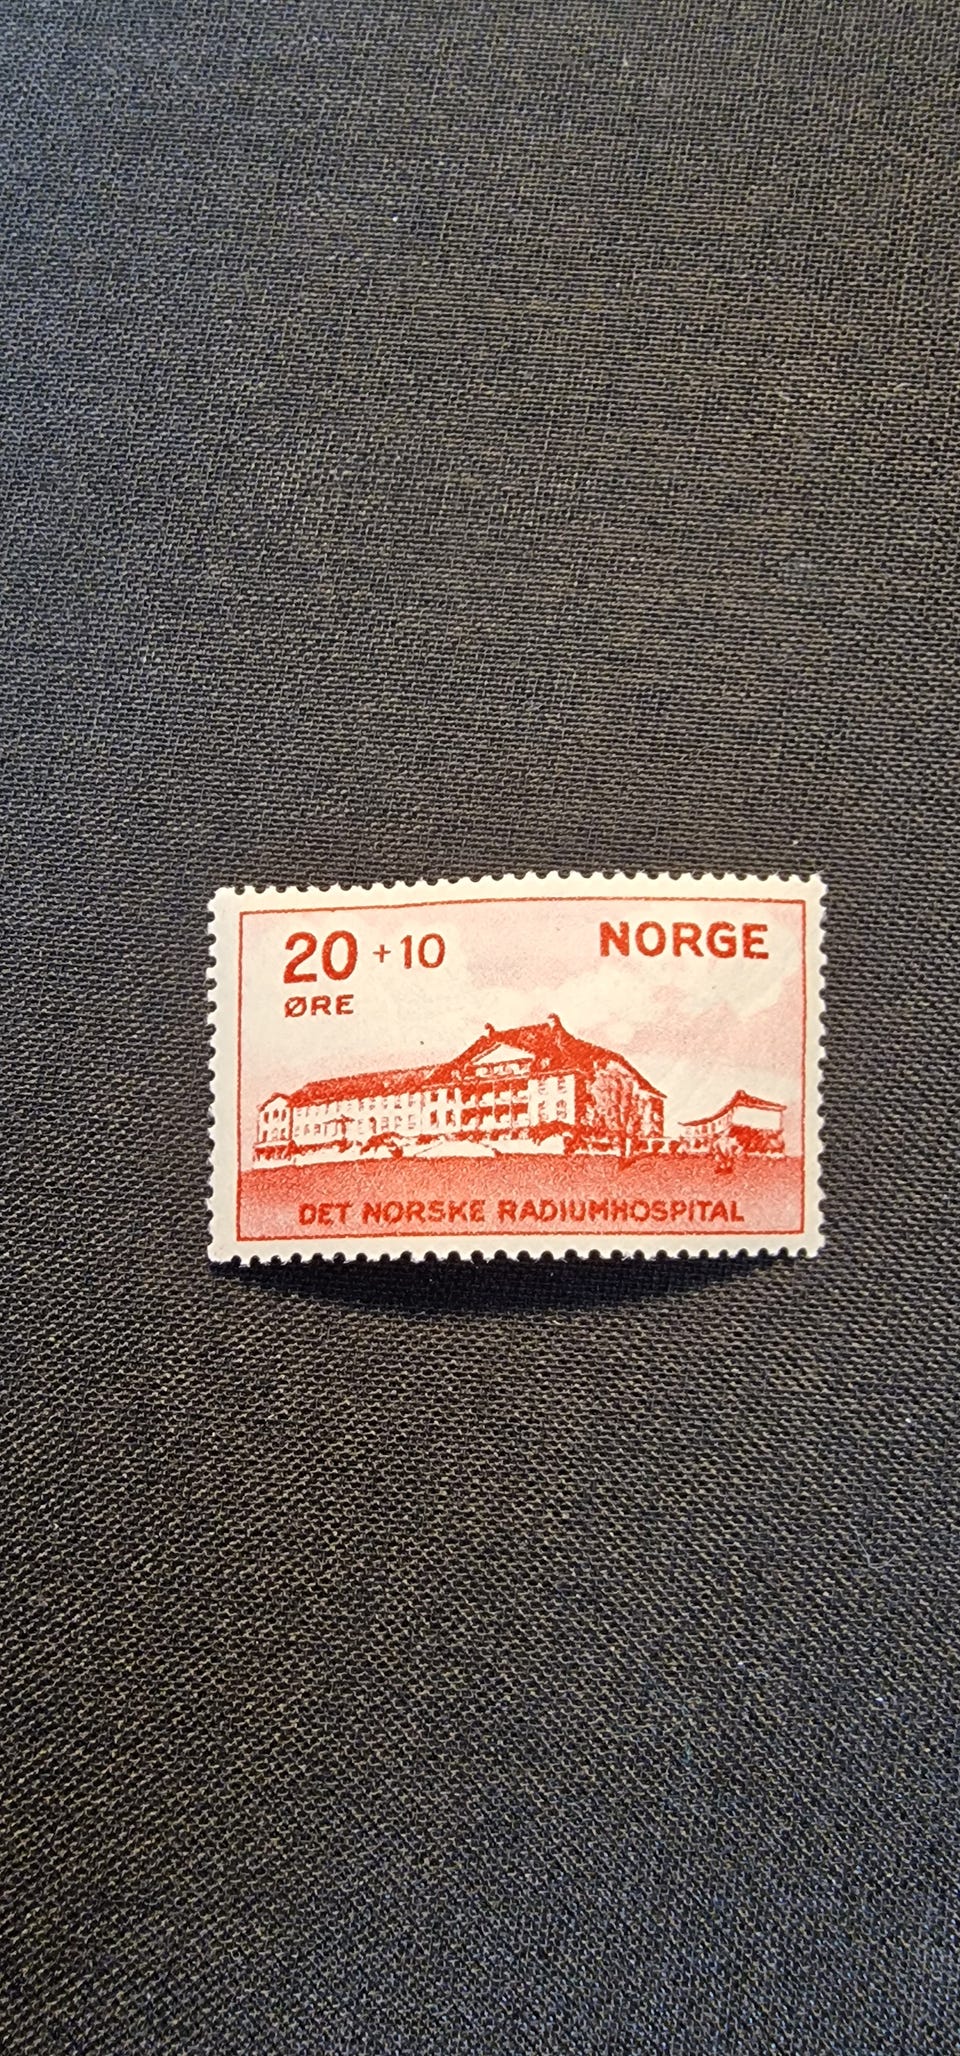 20 + 10 NORGE
ØRE
DET NORSKE RADIUMHOSPITAL